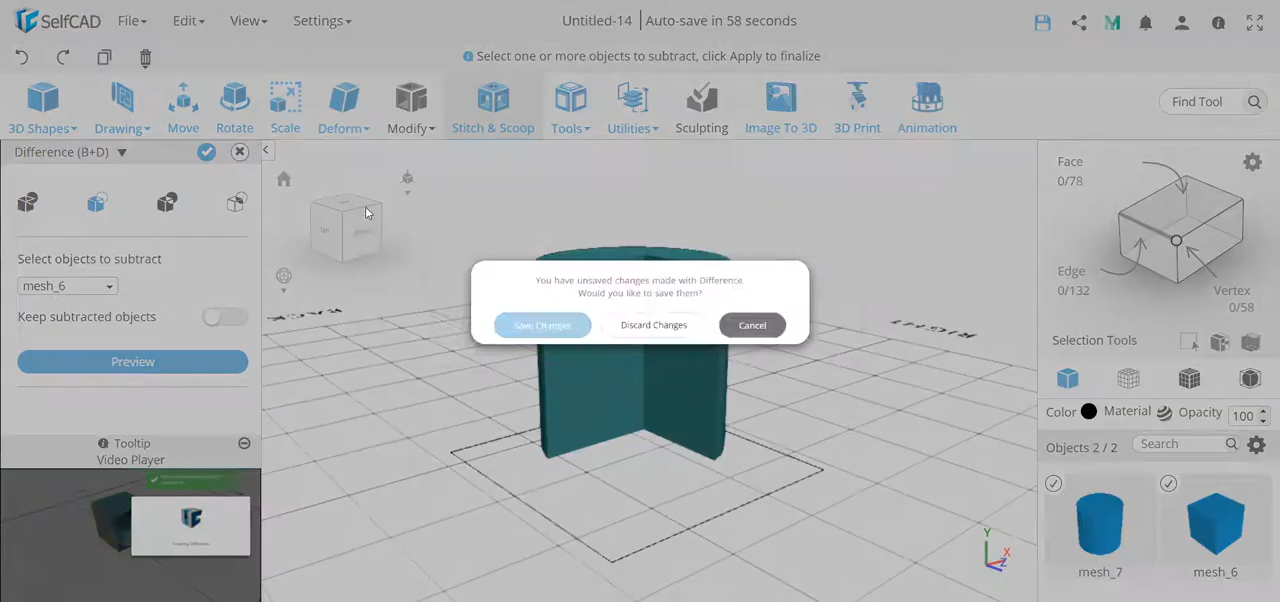 SelfCAD File Edit View Settings Untitled-14 | Auto-save in 58 seconds
Select one or more objects to subtract, click Apply to finalize
3D Shapes Drawing Move Rotate Scale Deform Modify Stitch & Scoop Tools Utilities Sculpting Image To 3D 3D Print Animation Find Tool
Difference (B+D)
Select objects to subtract
mesh_6
Keep subtracted objects
Preview
Tooltip
Video Player
BACK
RIGHT
You have unsaved changes made with Difference
Would you like to save them?
Save Changes Discard Changes Cancel
Y
X
Z
Face
0/78
Edge
0/132
Vertex
0/58
Selection Tools
Color Material Opacity 100
Objects 2 / 2 Search
mesh_7 mesh_6